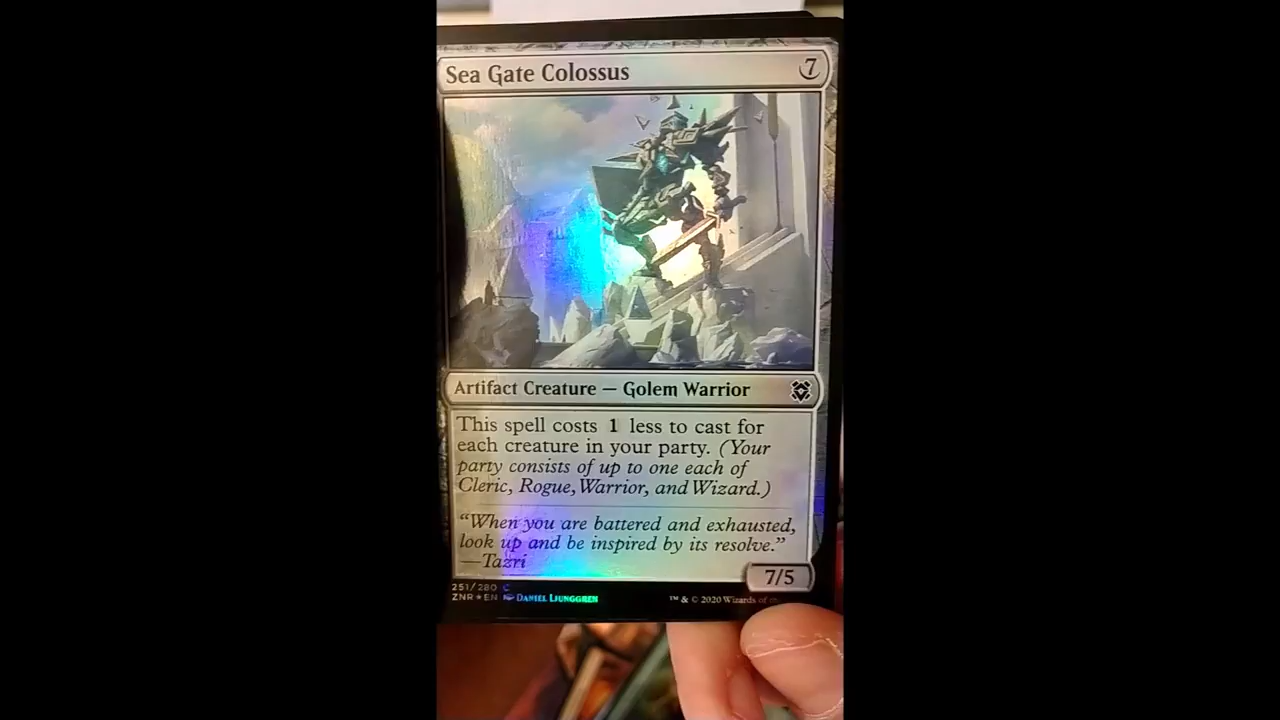 Sea Gate Colossus 7
Artifact Creature — Golem Warrior
This spell costs 1 less to cast for
each creature in your party. (Your
party consists of up to one each of
Cleric, Rogue, Warrior, and Wizard.)
“When you are battered and exhausted,
look up and be inspired by its resolve.”
—Tazri
7/5
251/280 C
ZNR★EN Daniel Ljunggren ™ & © 2020 Wizards of